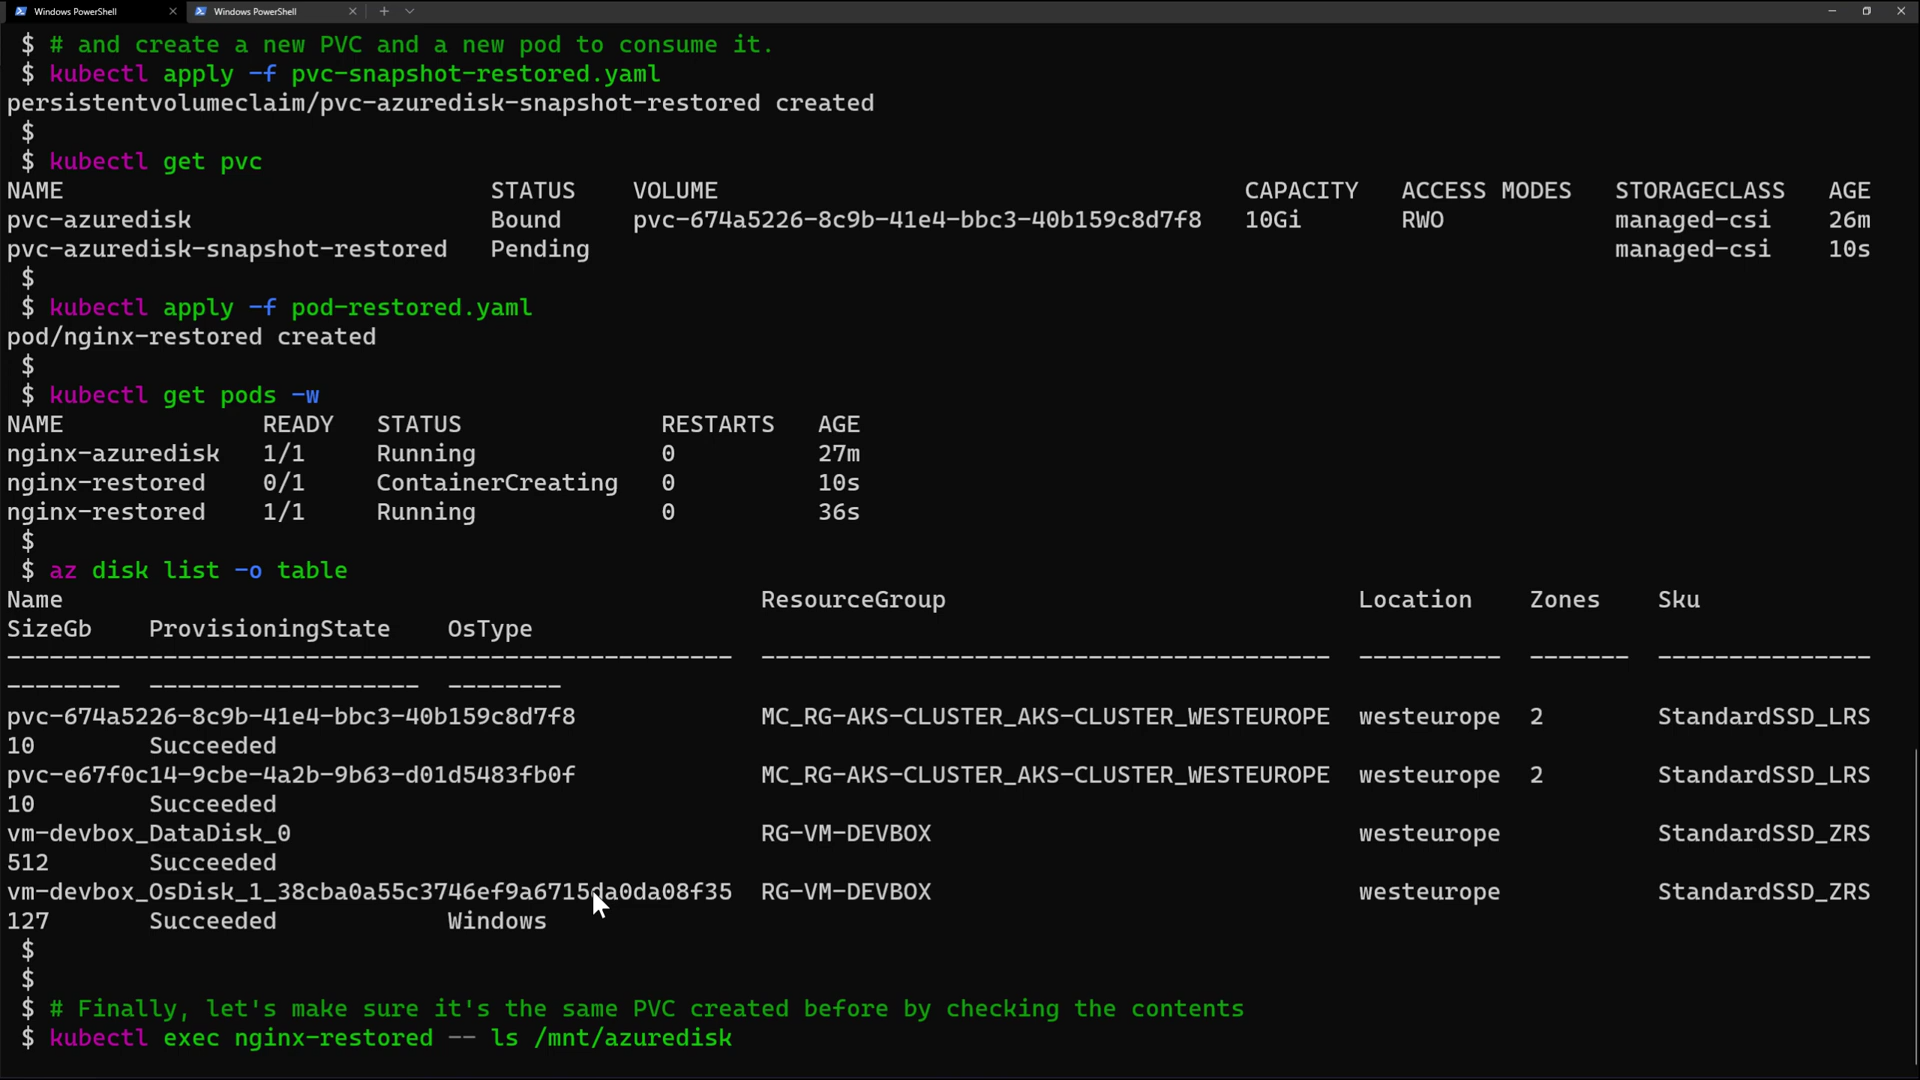 Windows PowerShell Windows PowerShell
$ # and create a new PVC and a new pod to consume it.
$ kubectl apply -f pvc-snapshot-restored.yaml
persistentvolumeclaim/pvc-azuredisk-snapshot-restored created
$
$ kubectl get pvc
NAME STATUS VOLUME CAPACITY ACCESS MODES STORAGECLASS AGE
pvc-azuredisk Bound pvc-674a5226-8c9b-41e4-bbc3-40b159c8d7f8 10Gi RWO managed-csi 26m
pvc-azuredisk-snapshot-restored Pending managed-csi 10s
$
$ kubectl apply -f pod-restored.yaml
pod/nginx-restored created
$
$ kubectl get pods -w
NAME READY STATUS RESTARTS AGE
nginx-azuredisk 1/1 Running 0 27m
nginx-restored 0/1 ContainerCreating 0 10s
nginx-restored 1/1 Running 0 36s
$
$ az disk list -o table
Name ResourceGroup Location Zones Sku
SizeGb ProvisioningState OsType
--------------------------------------------------- ---------------------------------------- ---------- ------- ---------------
-------- ------------------- --------
pvc-674a5226-8c9b-41e4-bbc3-40b159c8d7f8 MC_RG-AKS-CLUSTER_AKS-CLUSTER_WESTEUROPE westeurope 2 StandardSSD_LRS
10 Succeeded
pvc-e67f0c14-9cbe-4a2b-9b63-d01d5483fb0f MC_RG-AKS-CLUSTER_AKS-CLUSTER_WESTEUROPE westeurope 2 StandardSSD_LRS
10 Succeeded
vm-devbox_DataDisk_0 RG-VM-DEVBOX westeurope StandardSSD_ZRS
512 Succeeded
vm-devbox_OsDisk_1_38cba0a55c3746ef9a6715da0da08f35 RG-VM-DEVBOX westeurope StandardSSD_ZRS
127 Succeeded Windows
$
$
$ # Finally, let's make sure it's the same PVC created before by checking the contents
$ kubectl exec nginx-restored -- ls /mnt/azuredisk